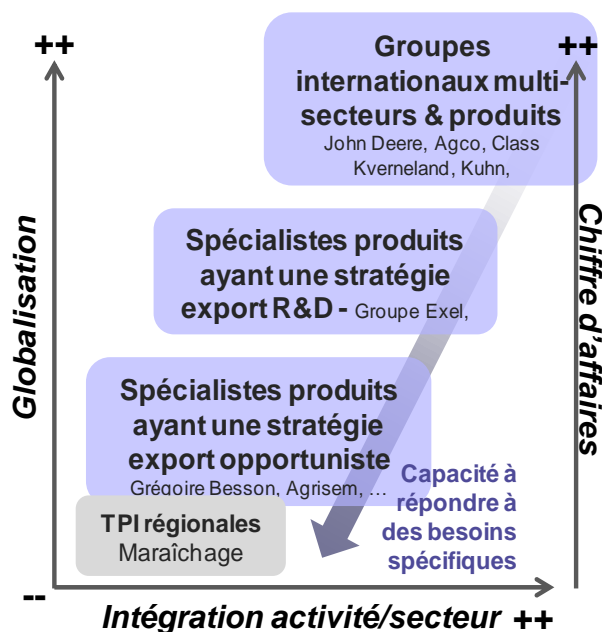 ++
++
Groupes
internationaux multi-
secteurs & produits
John Deere, Agco, Class
Kverneland, Kuhn,
Spécialistes produits
ayant une stratégie
export R&D - Groupe Exel,
Spécialistes produits
ayant une stratégie
export opportuniste
Grégoire Besson, Agrisem, ...
TPI régionales
Maraîchage
Capacité à
répondre à
des besoins
spécifiques
Globalisation
Chiffre d'affaires
--
Intégration activité/secteur ++